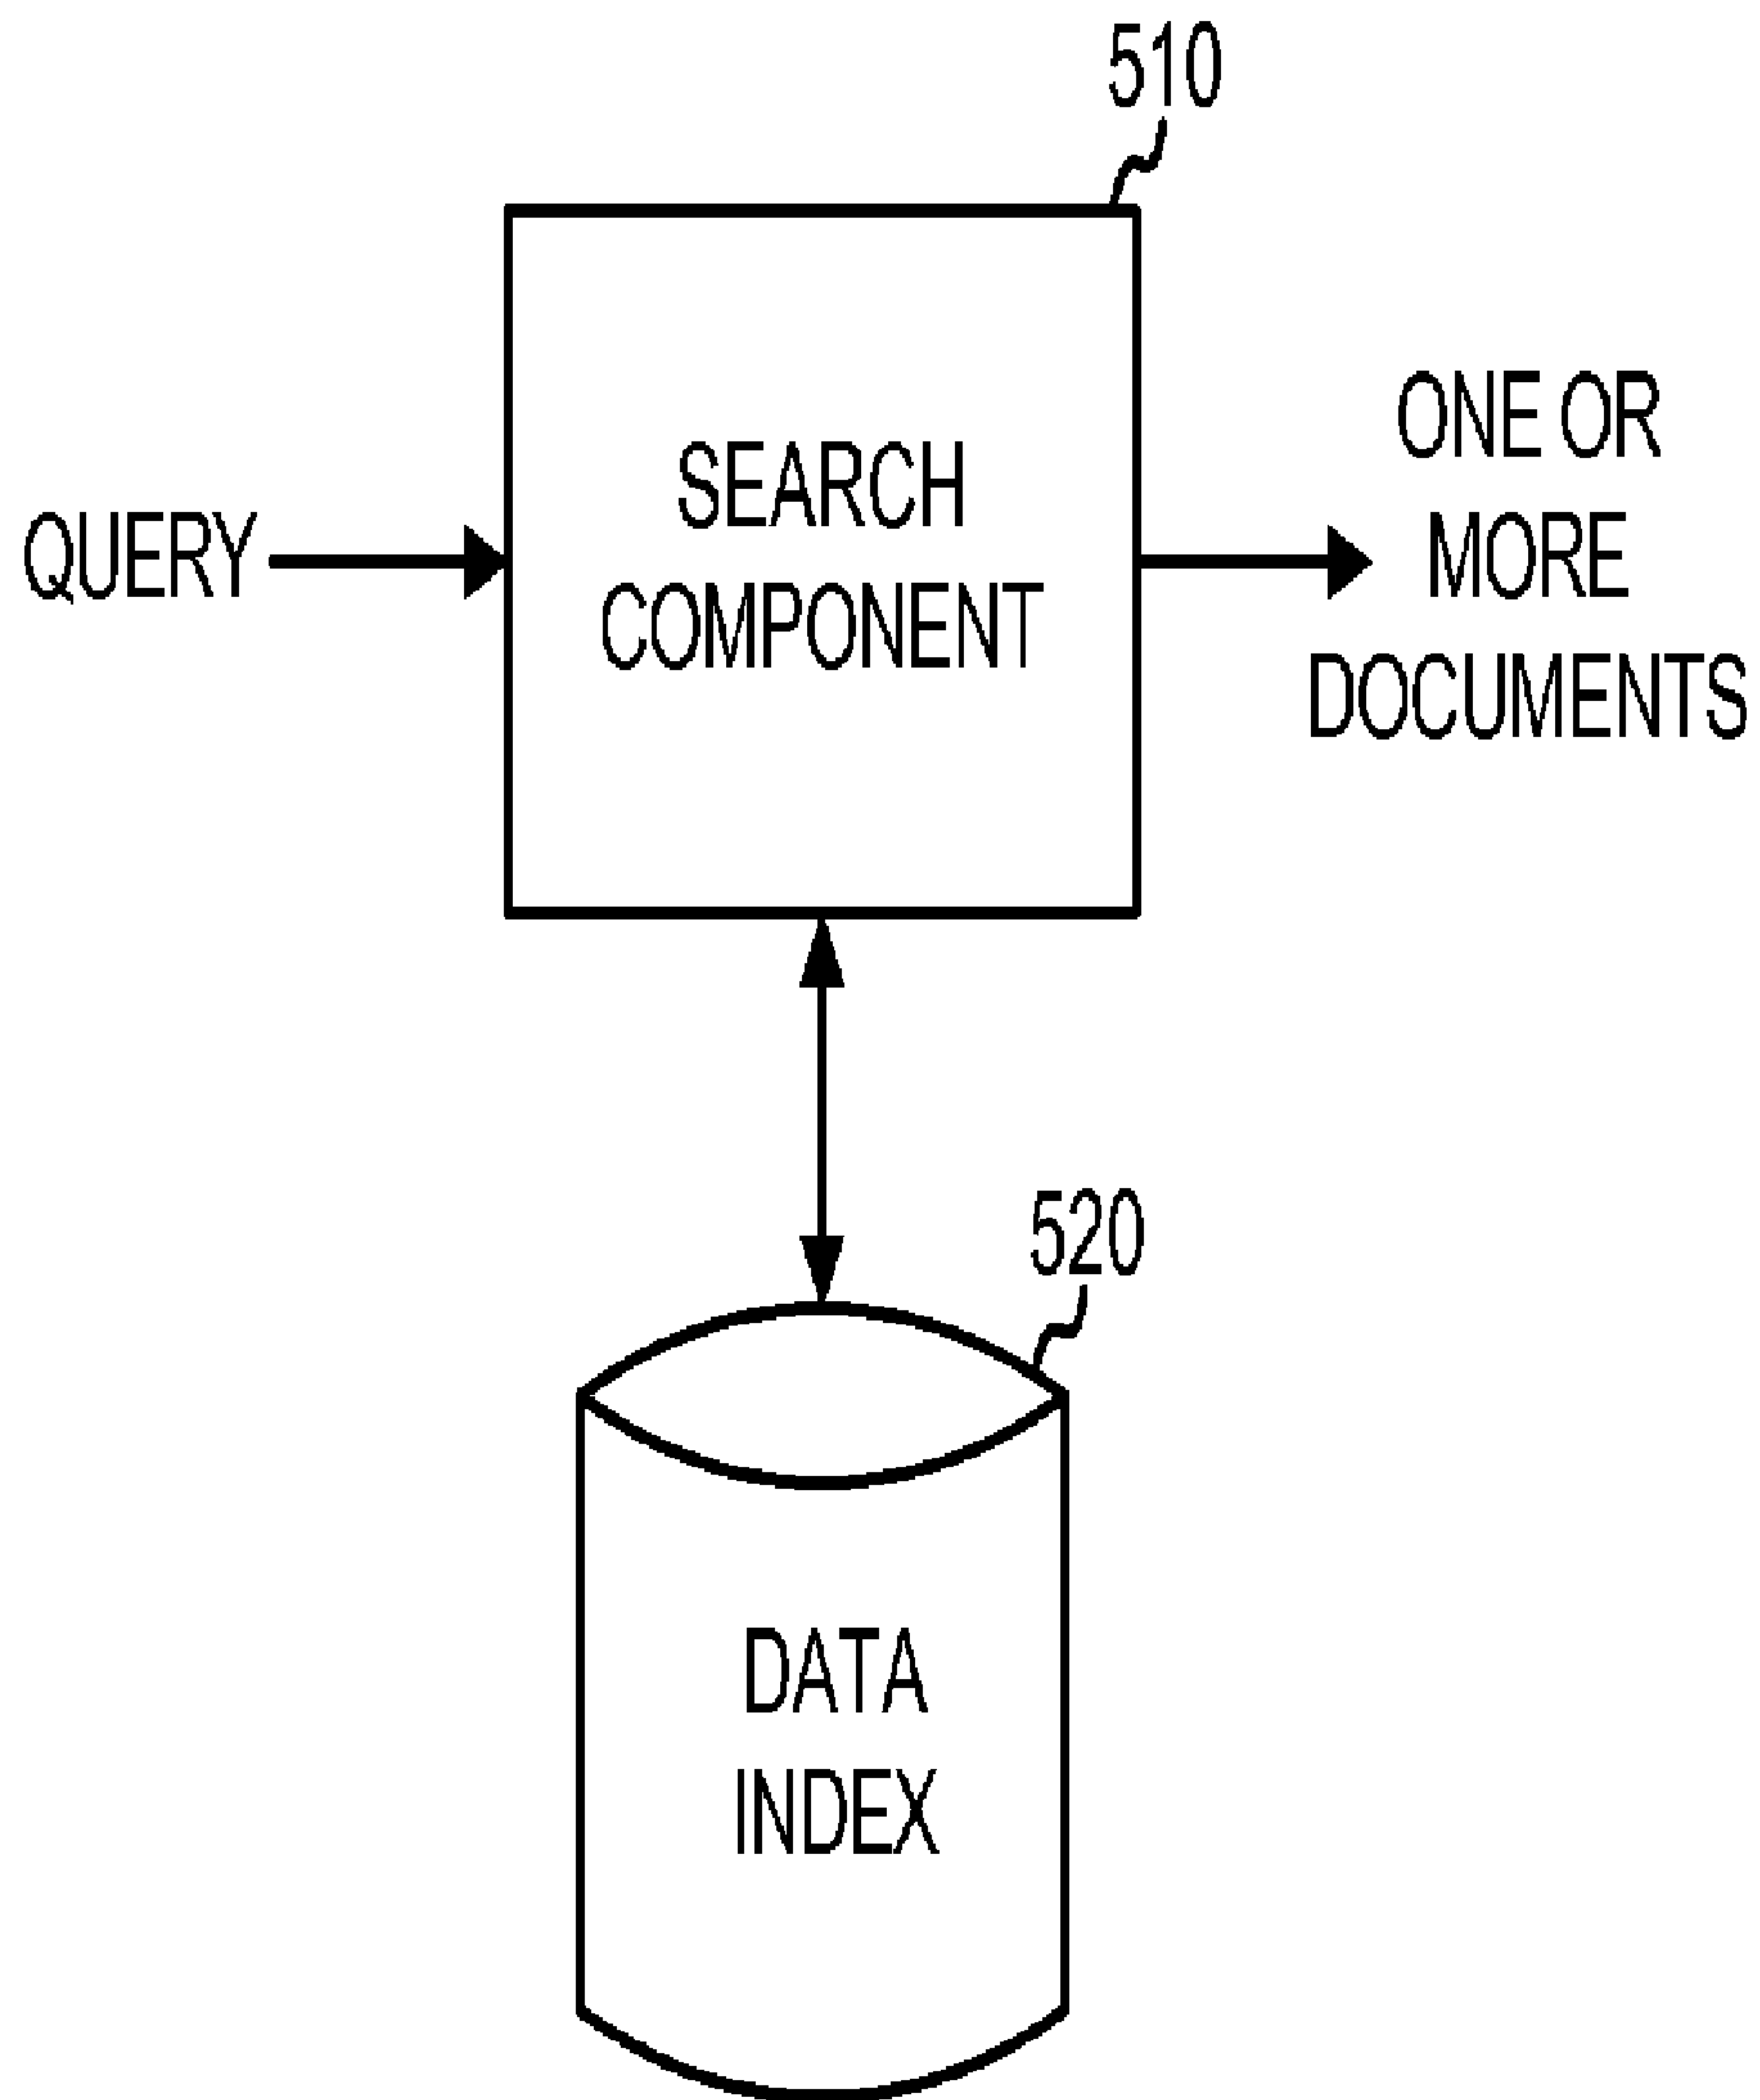 510
QUERY
SEARCH
COMPONENT
ONE OR
MORE
DOCUMENTS
520
DATA
INDEX